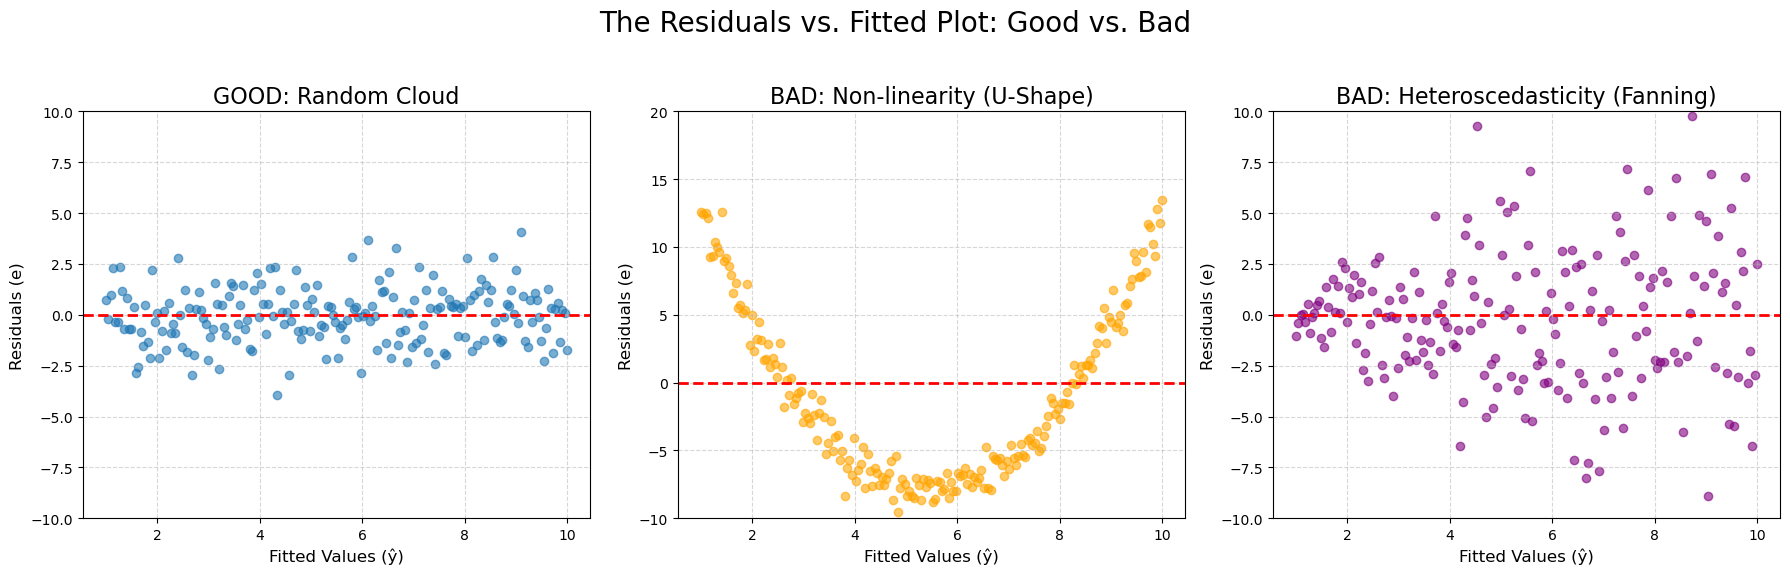 The Residuals vs. Fitted Plot: Good vs. Bad
GOOD: Random Cloud
10.0
7.5
5.0
2.5
0.0
−2.5
−5.0
−7.5
−10.0
Residuals (e)
2 4 6 8 10
Fitted Values (ŷ)
BAD: Non-linearity (U-Shape)
20
15
10
5
0
−5
−10
Residuals (e)
2 4 6 8 10
Fitted Values (ŷ)
BAD: Heteroscedasticity (Fanning)
10.0
7.5
5.0
2.5
0.0
−2.5
−5.0
−7.5
−10.0
Residuals (e)
2 4 6 8 10
Fitted Values (ŷ)